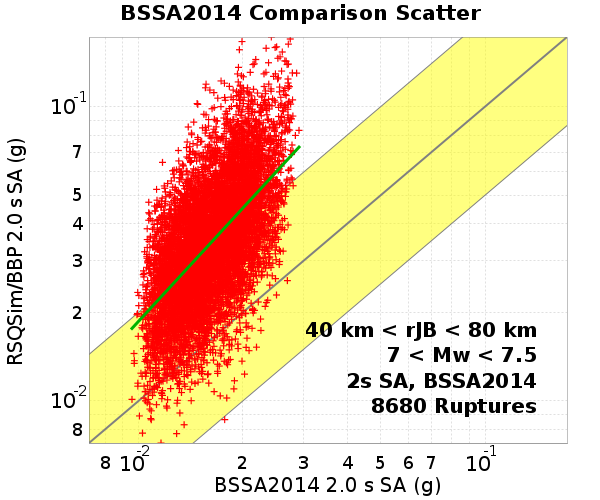 BSSA2014 Comparison Scatter
RSQSim/BBP 2.0 s SA (g)
10-1
7
5
4
3
2
10-2
8
40 km < rJB < 80 km
7 < Mw < 7.5
2s SA, BSSA2014
8680 Ruptures
8 10-2 2 3 4 5 6 7 10-1
BSSA2014 2.0 s SA (g)